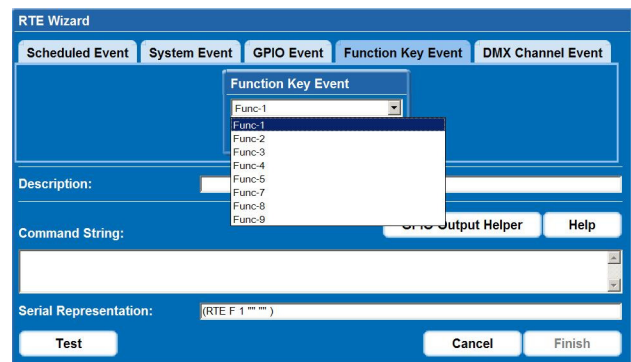 RTE Wizard
Scheduled Event System Event GPIO Event Function Key Event DMX Channel Event
Function Key Event
Func-1
Func-1
Func-2
Func-3
Func-4
Func-5
Func-7
Func-8
Func-9
Description:
GPIO Output Helper Help
Command String:
Serial Representation: (RTE F 1 "" "" )
Test Cancel Finish